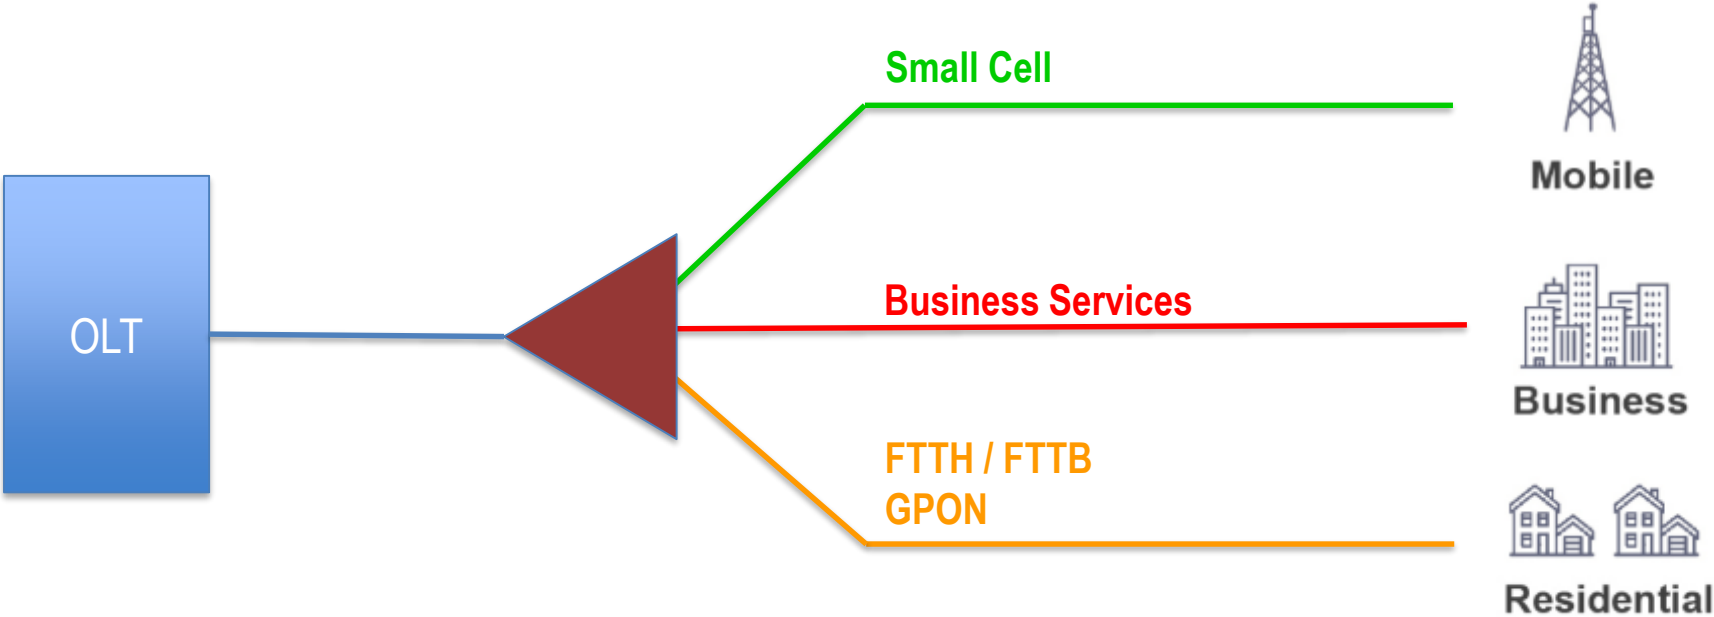 Small Cell
Mobile
OLT
Business Services
Business
FTTH / FTTB
GPON
Residential